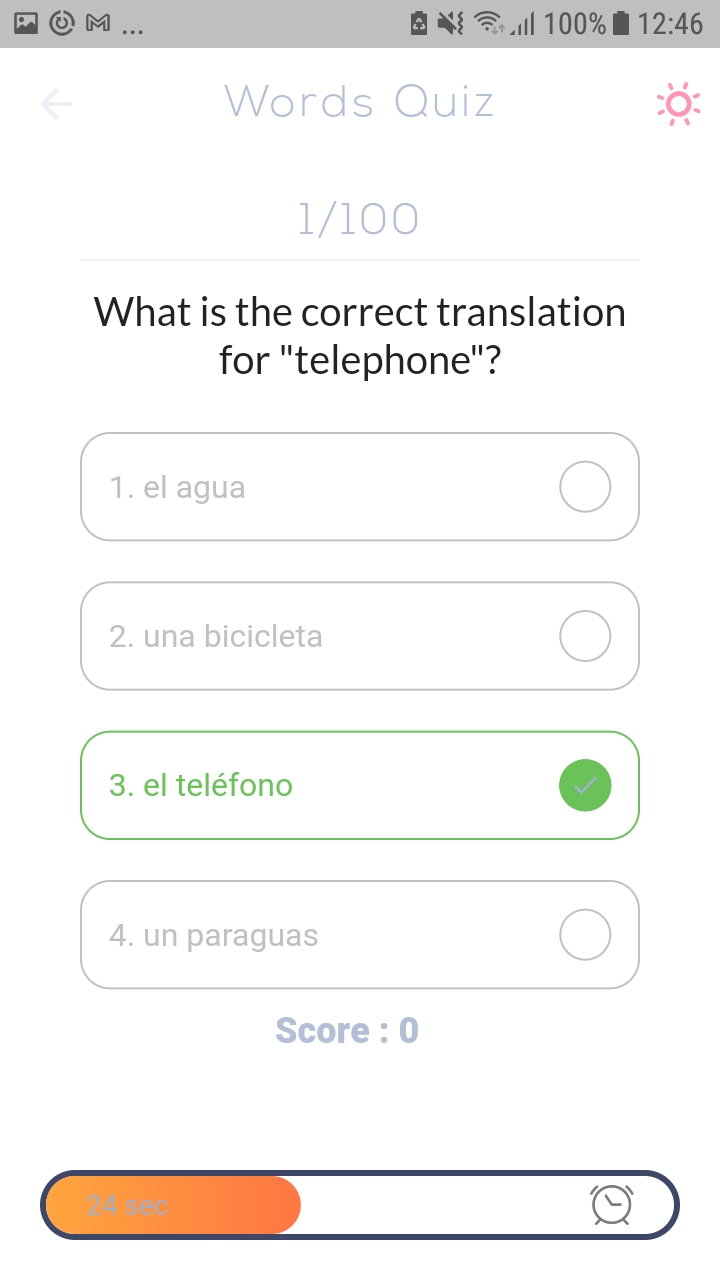 ... 100% 12:46
Words Quiz
1/100
What is the correct translation
for "telephone"?
1. el agua
2. una bicicleta
3. el teléfono
4. un paraguas
Score : 0
24 sec